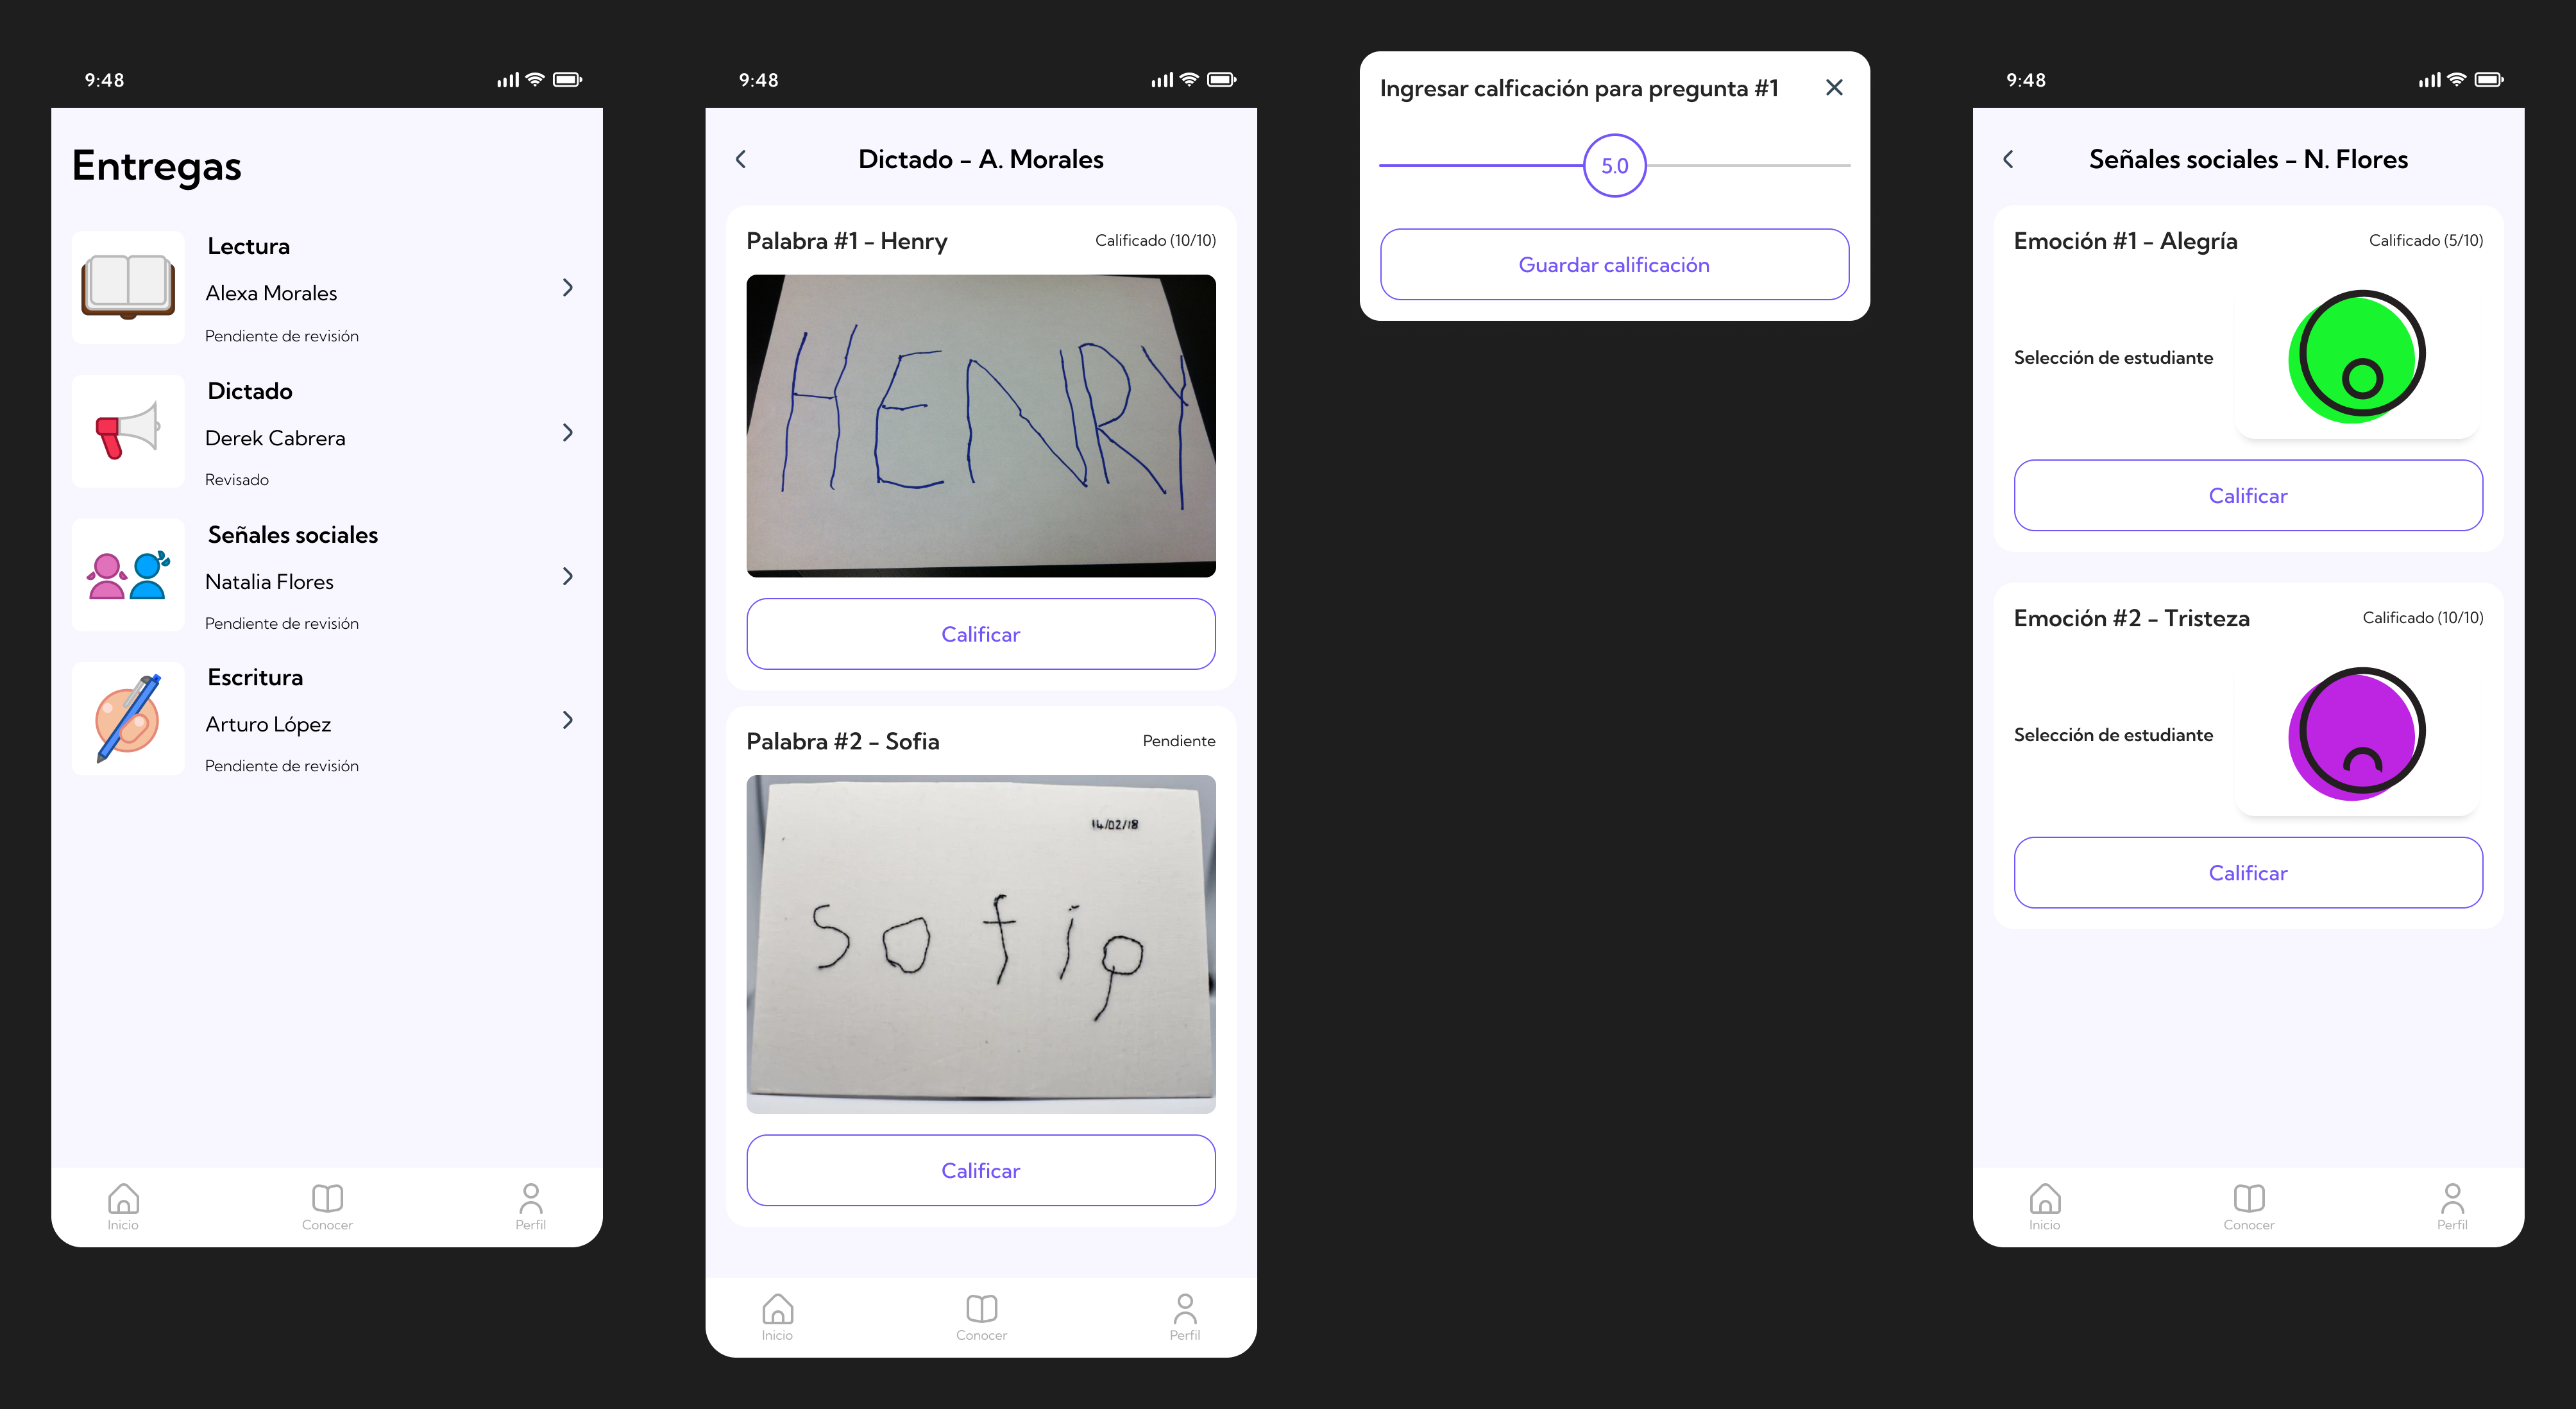 9:48
Entregas
Lectura
Alexa Morales
Pendiente de revisión
Dictado
Derek Cabrera
Revisado
Señales sociales
Natalia Flores
Pendiente de revisión
Escritura
Arturo López
Pendiente de revisión
Inicio
Conocer
Perfil
9:48
Dictado - A. Morales
Palabra #1 - Henry
Calificado (10/10)
HENRY
Calificar
Palabra #2 - Sofia
Pendiente
14/02/18
sofia
Calificar
Inicio
Conocer
Perfil
Ingresar calficación para pregunta #1
5.0
Guardar calificación
9:48
Señales sociales - N. Flores
Emoción #1 - Alegría
Calificado (5/10)
Selección de estudiante
Calificar
Emoción #2 - Tristeza
Calificado (10/10)
Selección de estudiante
Calificar
Inicio
Conocer
Perfil